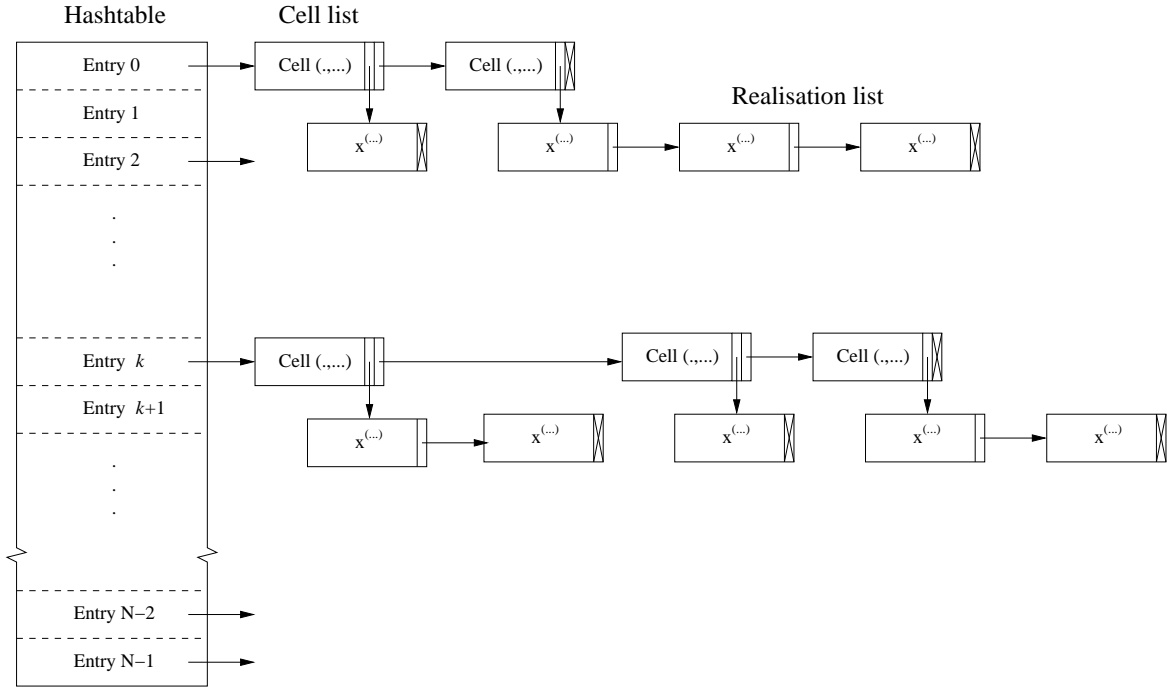 Hashtable
Cell list
Entry 0
Cell (.,...)
Cell (.,...)
Realisation list
Entry 1
x(...)
x(...)
x(...)
x(...)
Entry 2
.
.
.
Entry k
Cell (.,...)
Cell (.,...)
Cell (.,...)
Entry k+1
x(...)
x(...)
x(...)
x(...)
x(...)
.
.
.
Entry N−2
Entry N−1